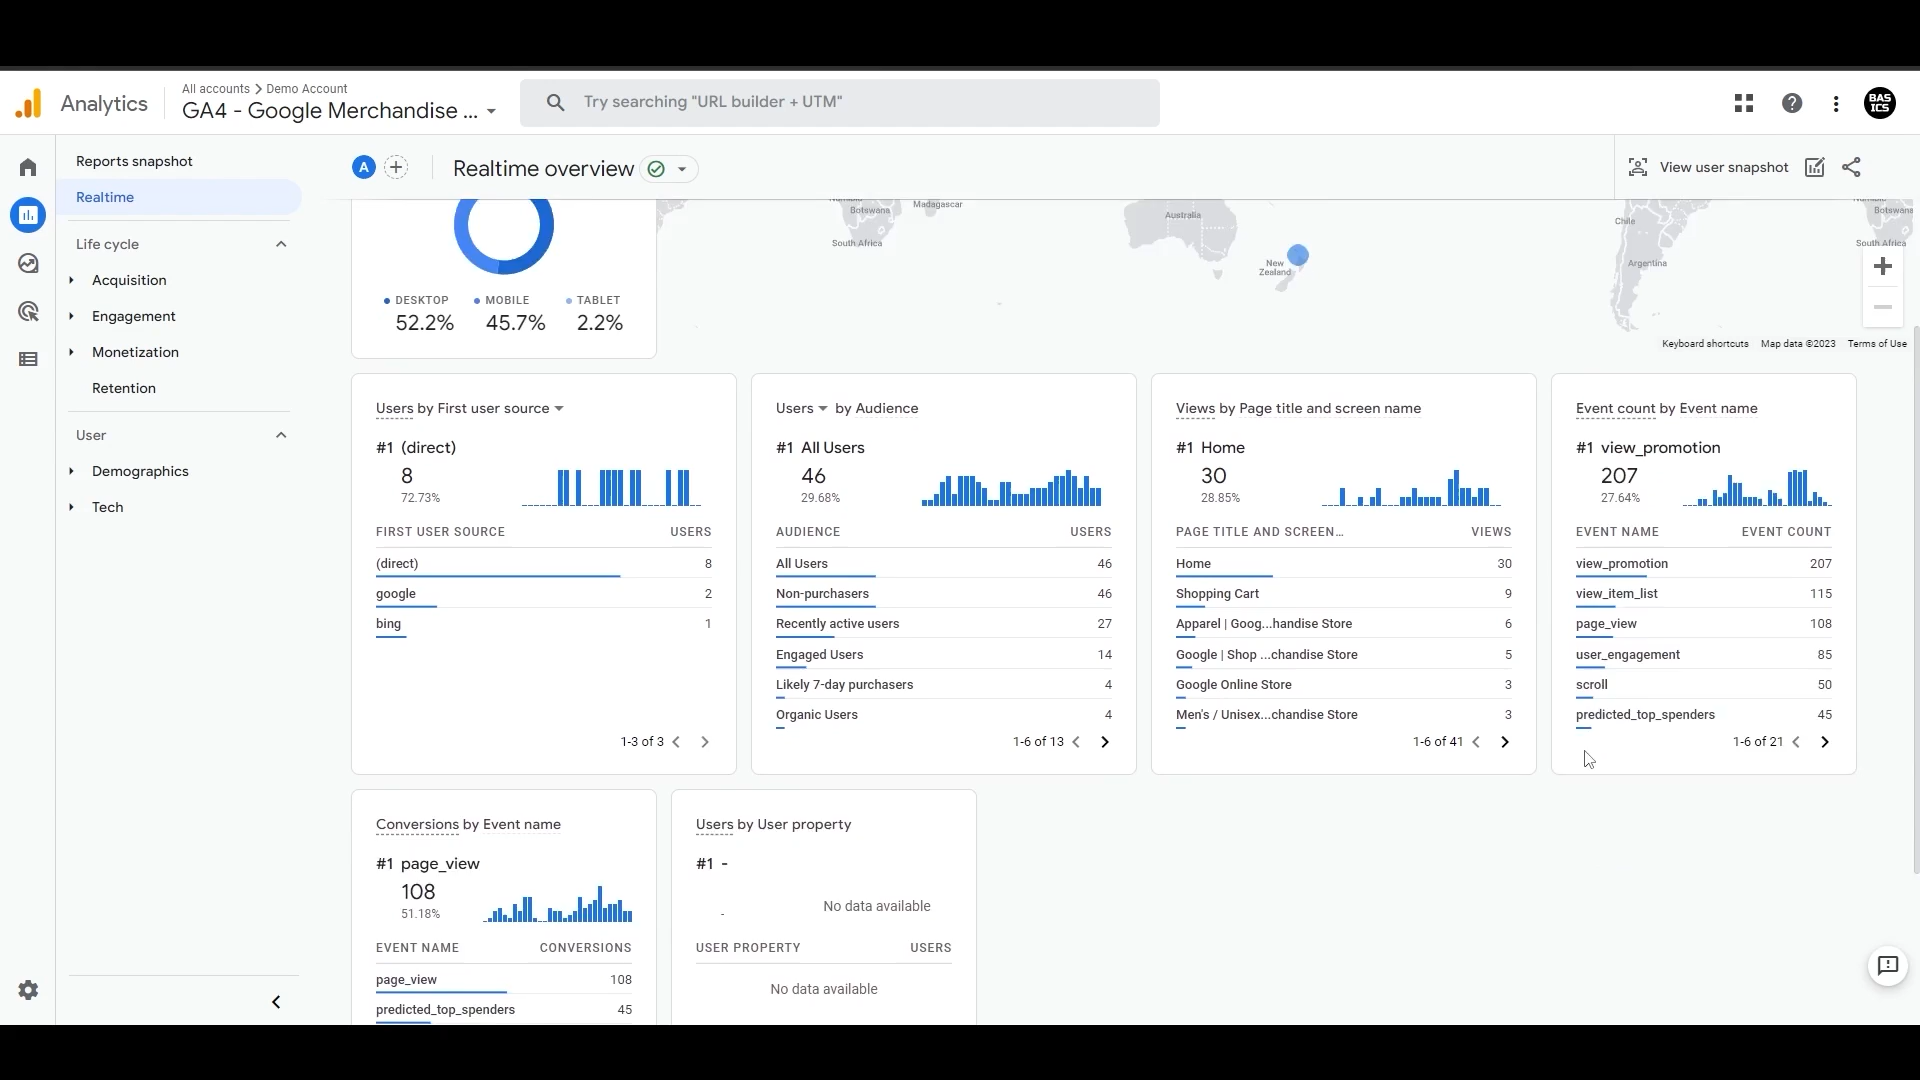 Analytics
All accounts > Demo Account
GA4 - Google Merchandise ...
Try searching "URL builder + UTM"
BAS
ICS
Reports snapshot
Realtime
Life cycle
Acquisition
Engagement
Monetization
Retention
User
Demographics
Tech
A
Realtime overview
View user snapshot
DESKTOP 52.2%
MOBILE 45.7%
TABLET 2.2%
Botswana
Madagascar
South Africa
Australia
New Zealand
Chile
Argentina
Botswana
South Africa
Keyboard shortcuts Map data ©2023 Terms of Use
Users by First user source
#1 (direct)
8
72.73%
FIRST USER SOURCE USERS
(direct) 8
google 2
bing 1
1-3 of 3
Users by Audience
#1 All Users
46
29.68%
AUDIENCE USERS
All Users 46
Non-purchasers 46
Recently active users 27
Engaged Users 14
Likely 7-day purchasers 4
Organic Users 4
1-6 of 13
Views by Page title and screen name
#1 Home
30
28.85%
PAGE TITLE AND SCREEN... VIEWS
Home 30
Shopping Cart 9
Apparel | Goog...handise Store 6
Google | Shop ...chandise Store 5
Google Online Store 3
Men's / Unisex...chandise Store 3
1-6 of 41
Event count by Event name
#1 view_promotion
207
27.64%
EVENT NAME EVENT COUNT
view_promotion 207
view_item_list 115
page_view 108
user_engagement 85
scroll 50
predicted_top_spenders 45
1-6 of 21
Conversions by Event name
#1 page_view
108
51.18%
EVENT NAME CONVERSIONS
page_view 108
predicted_top_spenders 45
Users by User property
#1 -
-
No data available
USER PROPERTY USERS
No data available